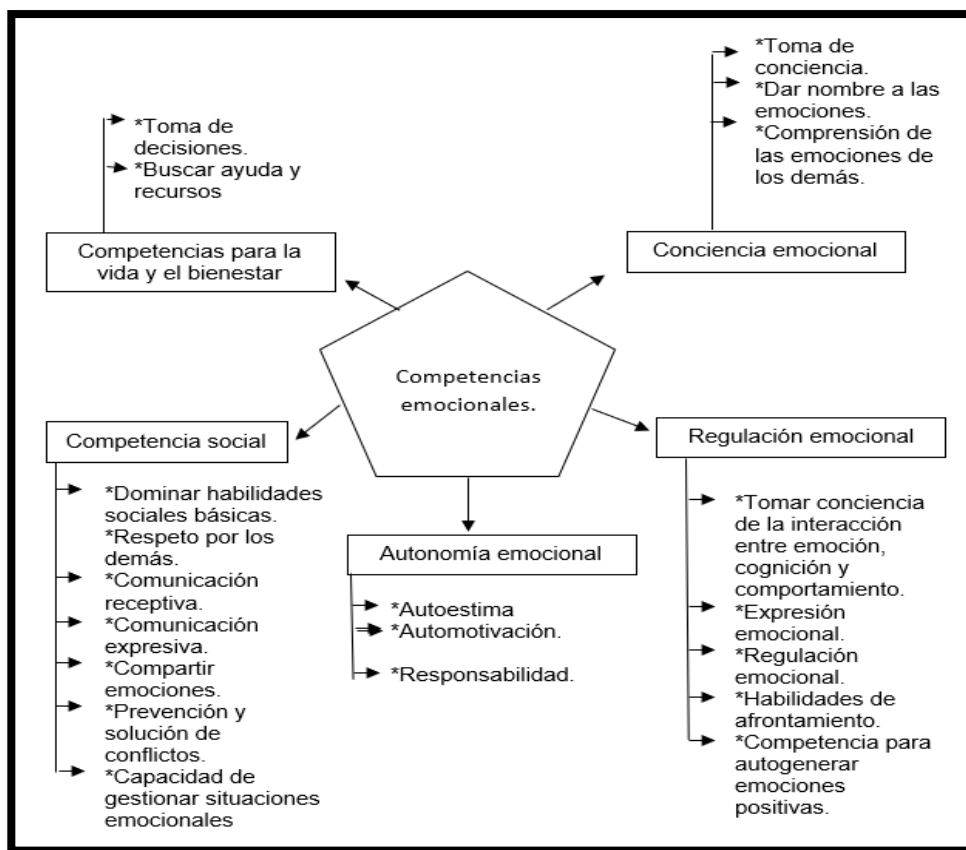 *Toma de
decisiones.
*Buscar ayuda y
recursos
Competencias para la
vida y el bienestar
*Toma de
conciencia.
*Dar nombre a las
emociones.
*Comprensión de
las emociones de
los demás.
Conciencia emocional
Competencias
emocionales.
Competencia social
*Dominar habilidades
sociales básicas.
*Respeto por los
demás.
*Comunicación
receptiva.
*Comunicación
expresiva.
*Compartir
emociones.
*Prevención y
solución de
conflictos.
*Capacidad de
gestionar situaciones
emocionales
Autonomía emocional
*Autoestima
*Automotivación.
*Responsabilidad.
Regulación emocional
*Tomar conciencia
de la interacción
entre emoción,
cognición y
comportamiento.
*Expresión
emocional.
*Regulación
emocional.
*Habilidades de
afrontamiento.
*Competencia para
autogenerar
emociones
positivas.